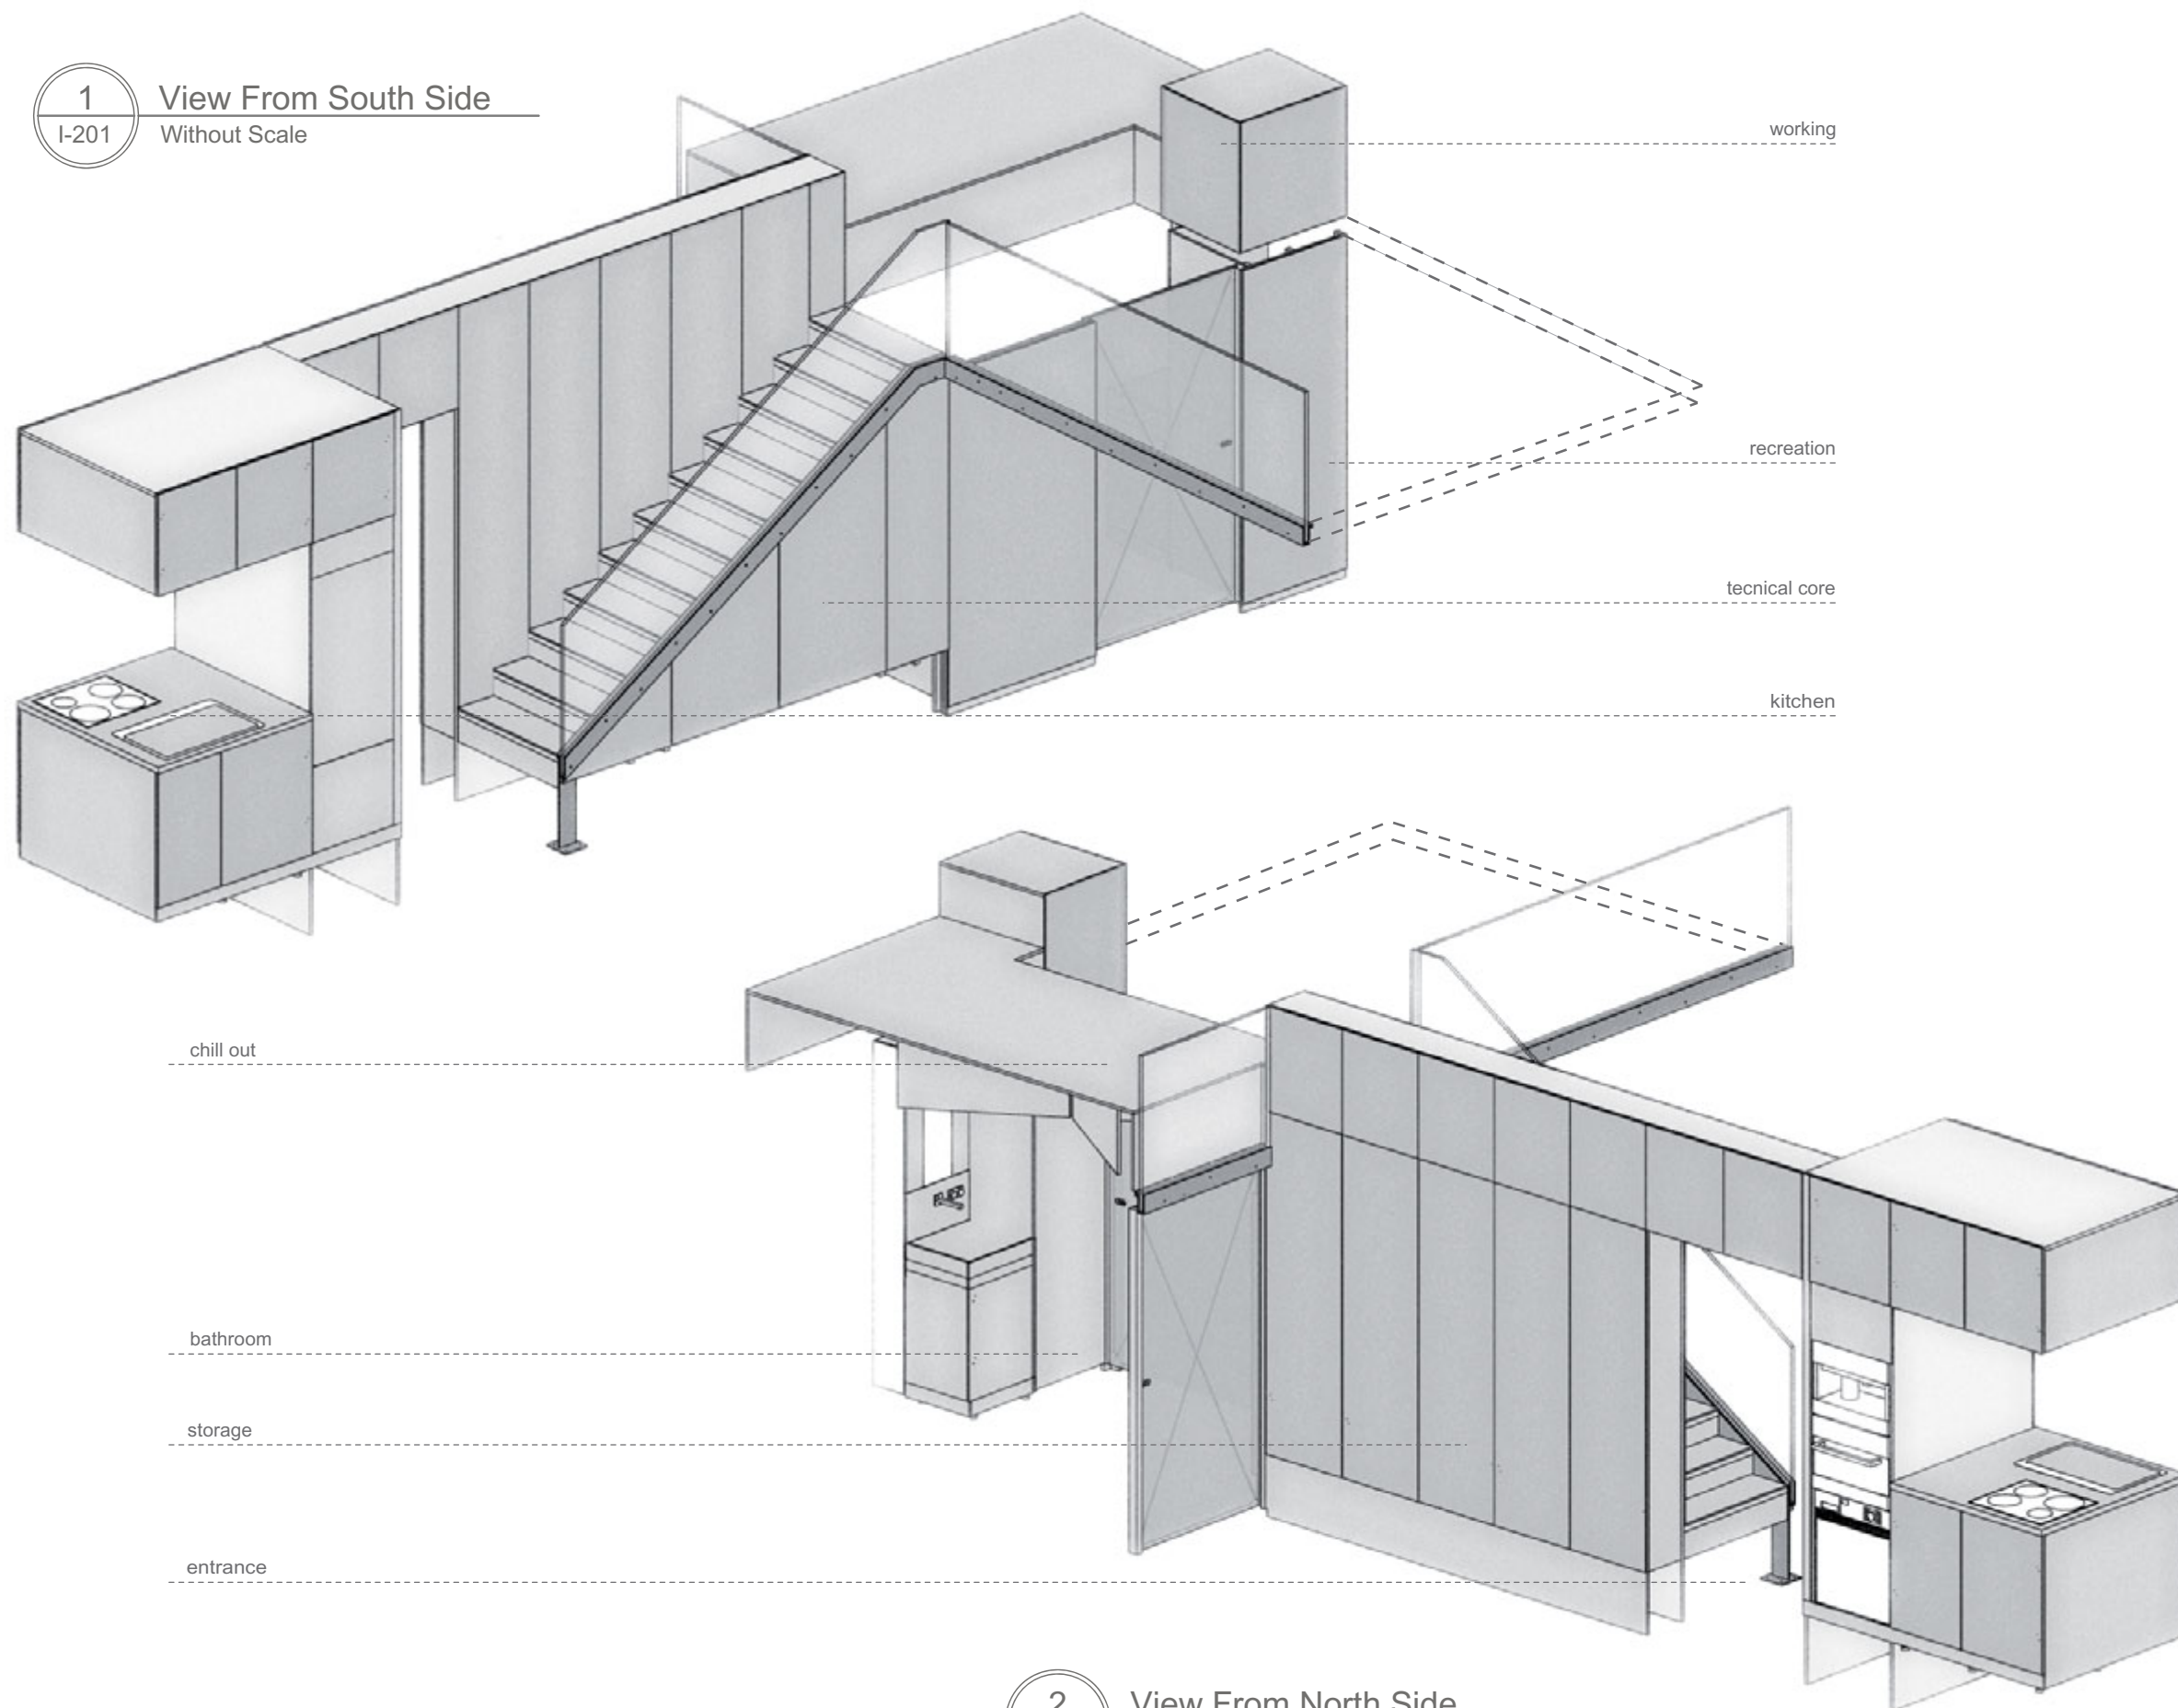 1
I-201
View From South Side
Without Scale
working
recreation
tecnical core
kitchen
chill out
bathroom
storage
entrance
2
View From North Side